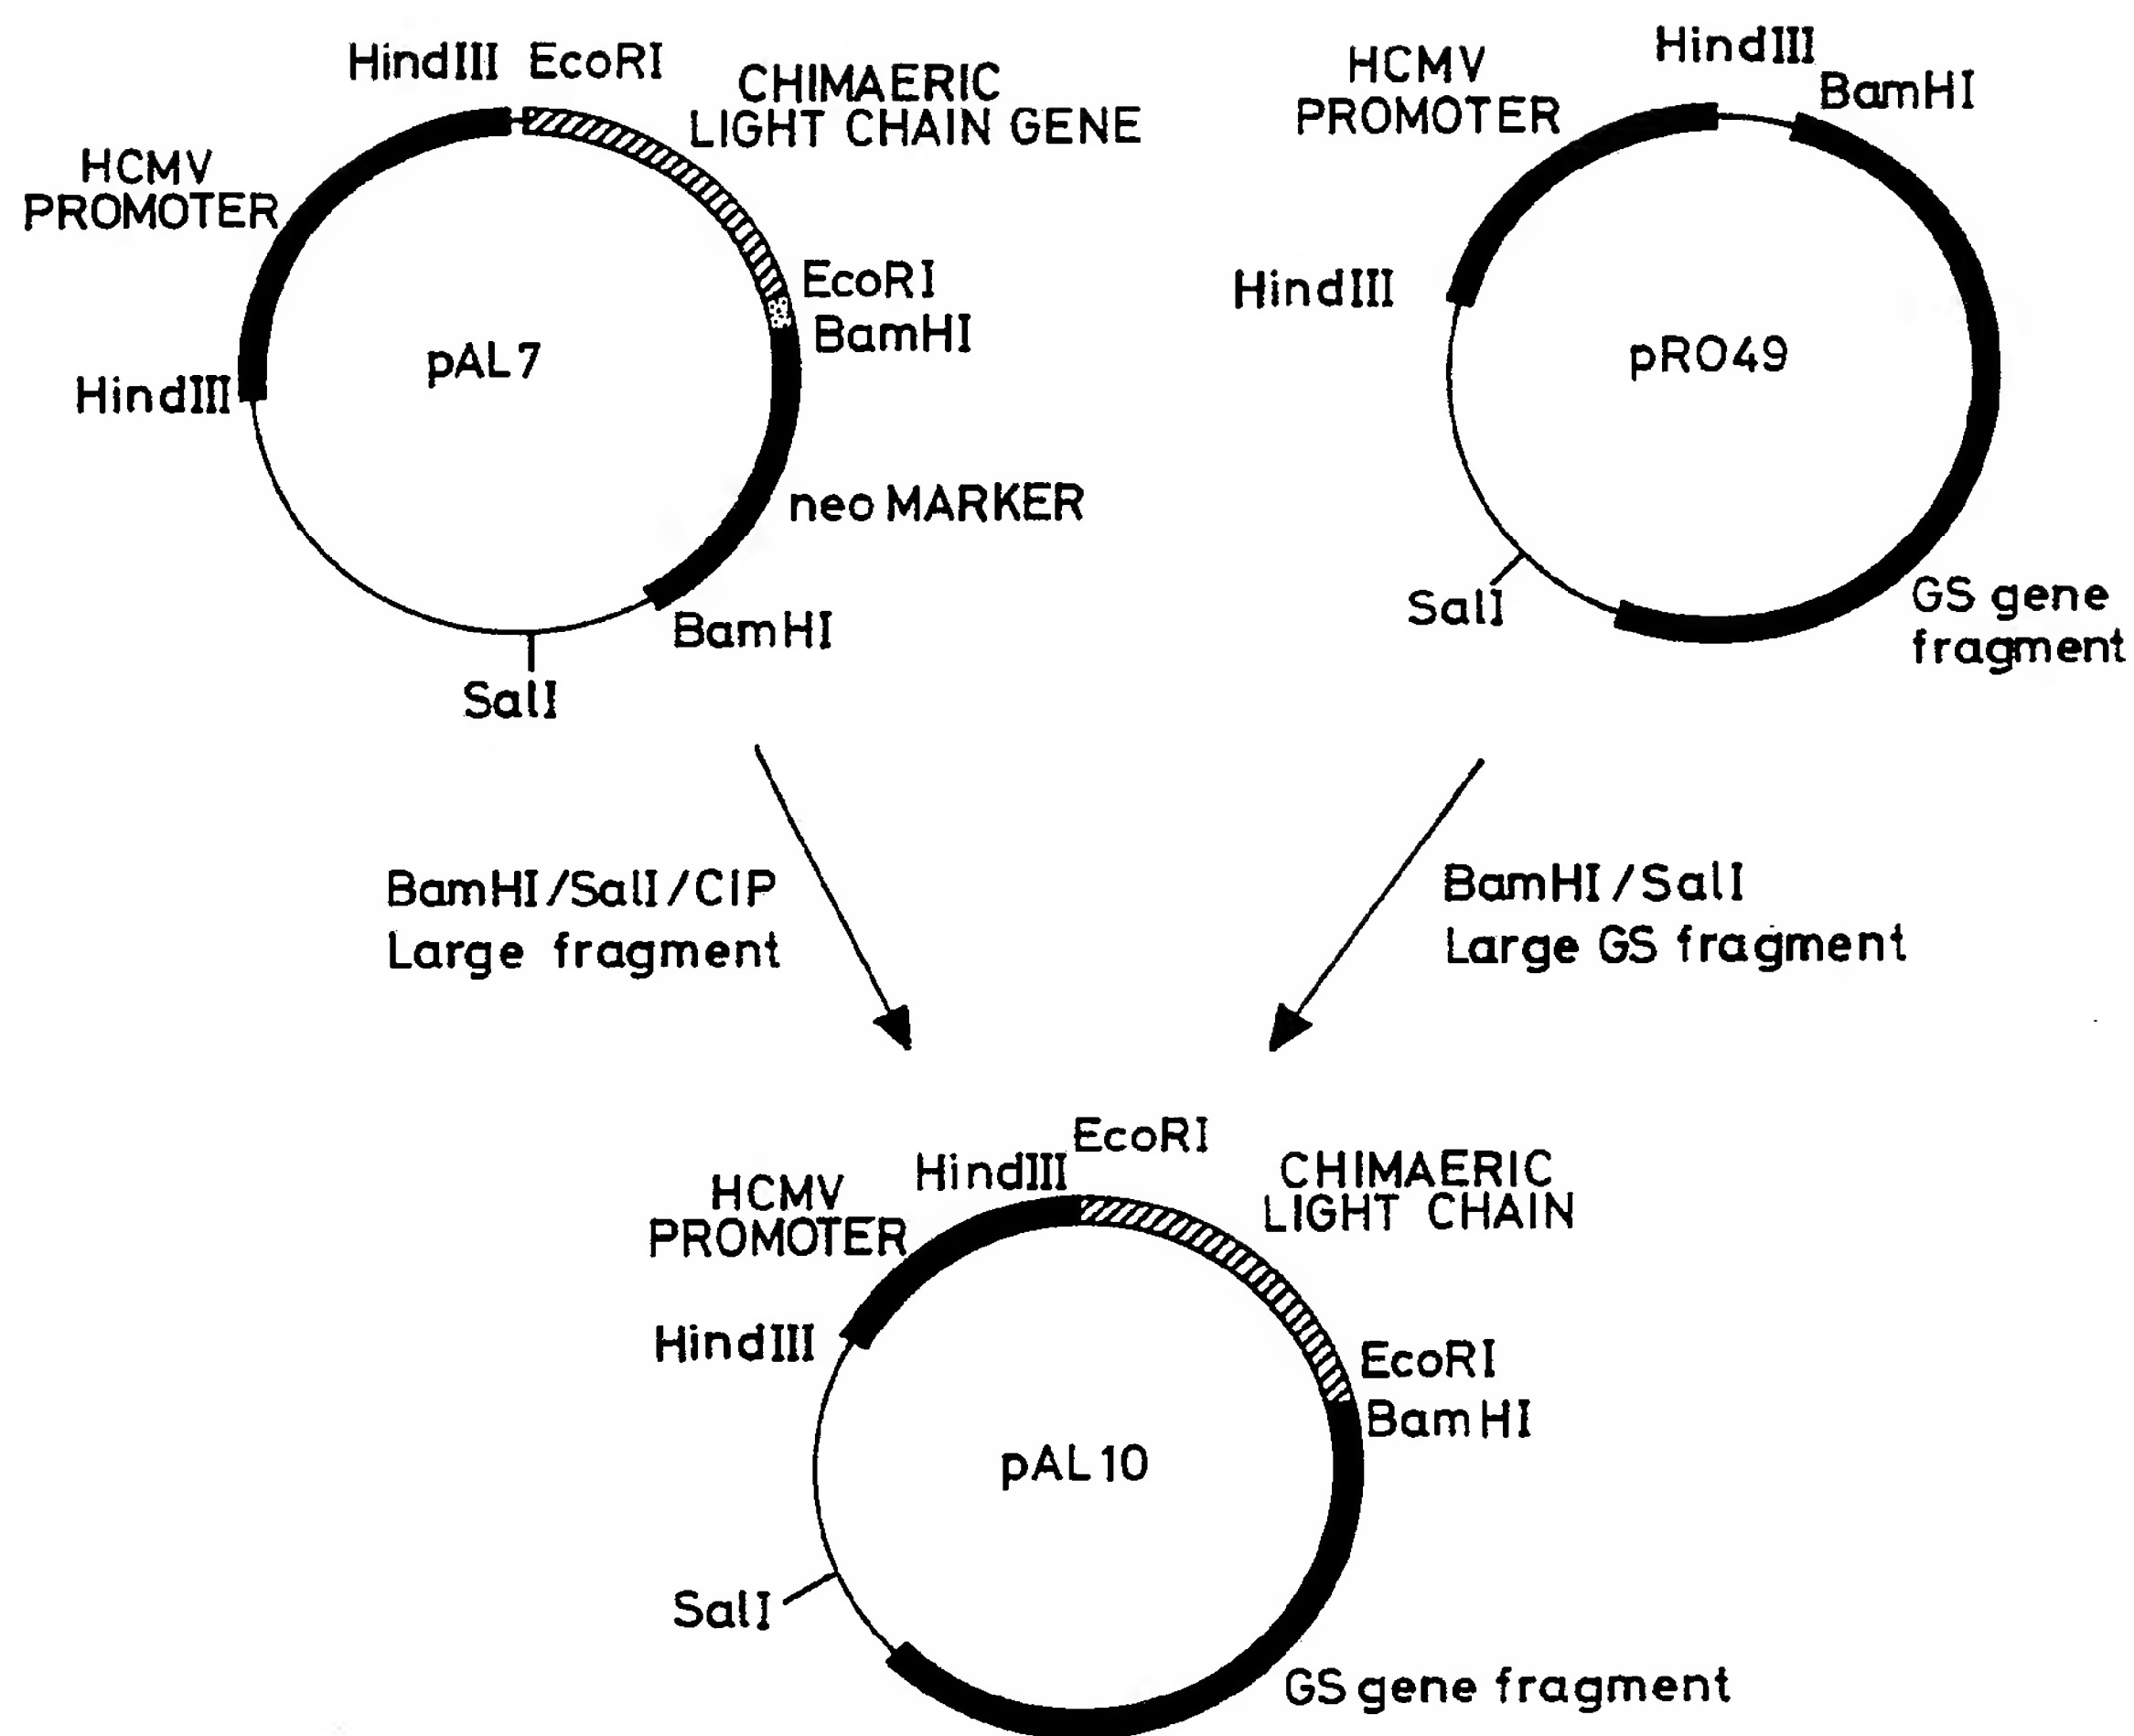 HindIII EcoRI
CHIMAERIC
LIGHT CHAIN GENE
HCMV
PROMOTER
EcoRI
BamHI
pAL7
HindIII
neo MARKER
BamHI
SalI
HCMV
PROMOTER
HindIII
BamHI
HindIII
pRO49
SalI
GS gene
fragment
BamHI/SalI/CIP
Large fragment
BamHI/SalI
Large GS fragment
EcoRI
HindIII
CHIMAERIC
LIGHT CHAIN
HCMV
PROMOTER
HindIII
EcoRI
BamHI
pAL10
SalI
GS gene fragment